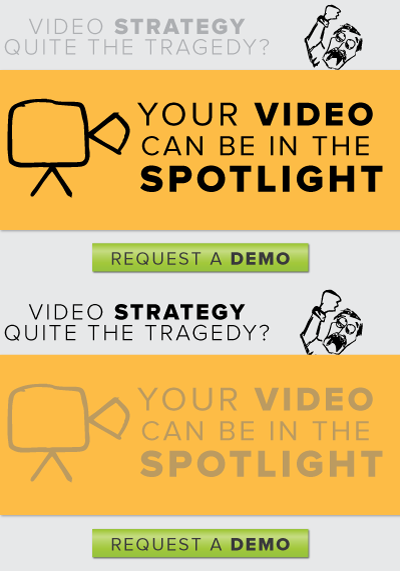 VIDEO STRATEGY
QUITE THE TRAGEDY?
YOUR VIDEO
CAN BE IN THE
SPOTLIGHT
REQUEST A DEMO
VIDEO STRATEGY
QUITE THE TRAGEDY?
YOUR VIDEO
CAN BE IN THE
SPOTLIGHT
REQUEST A DEMO